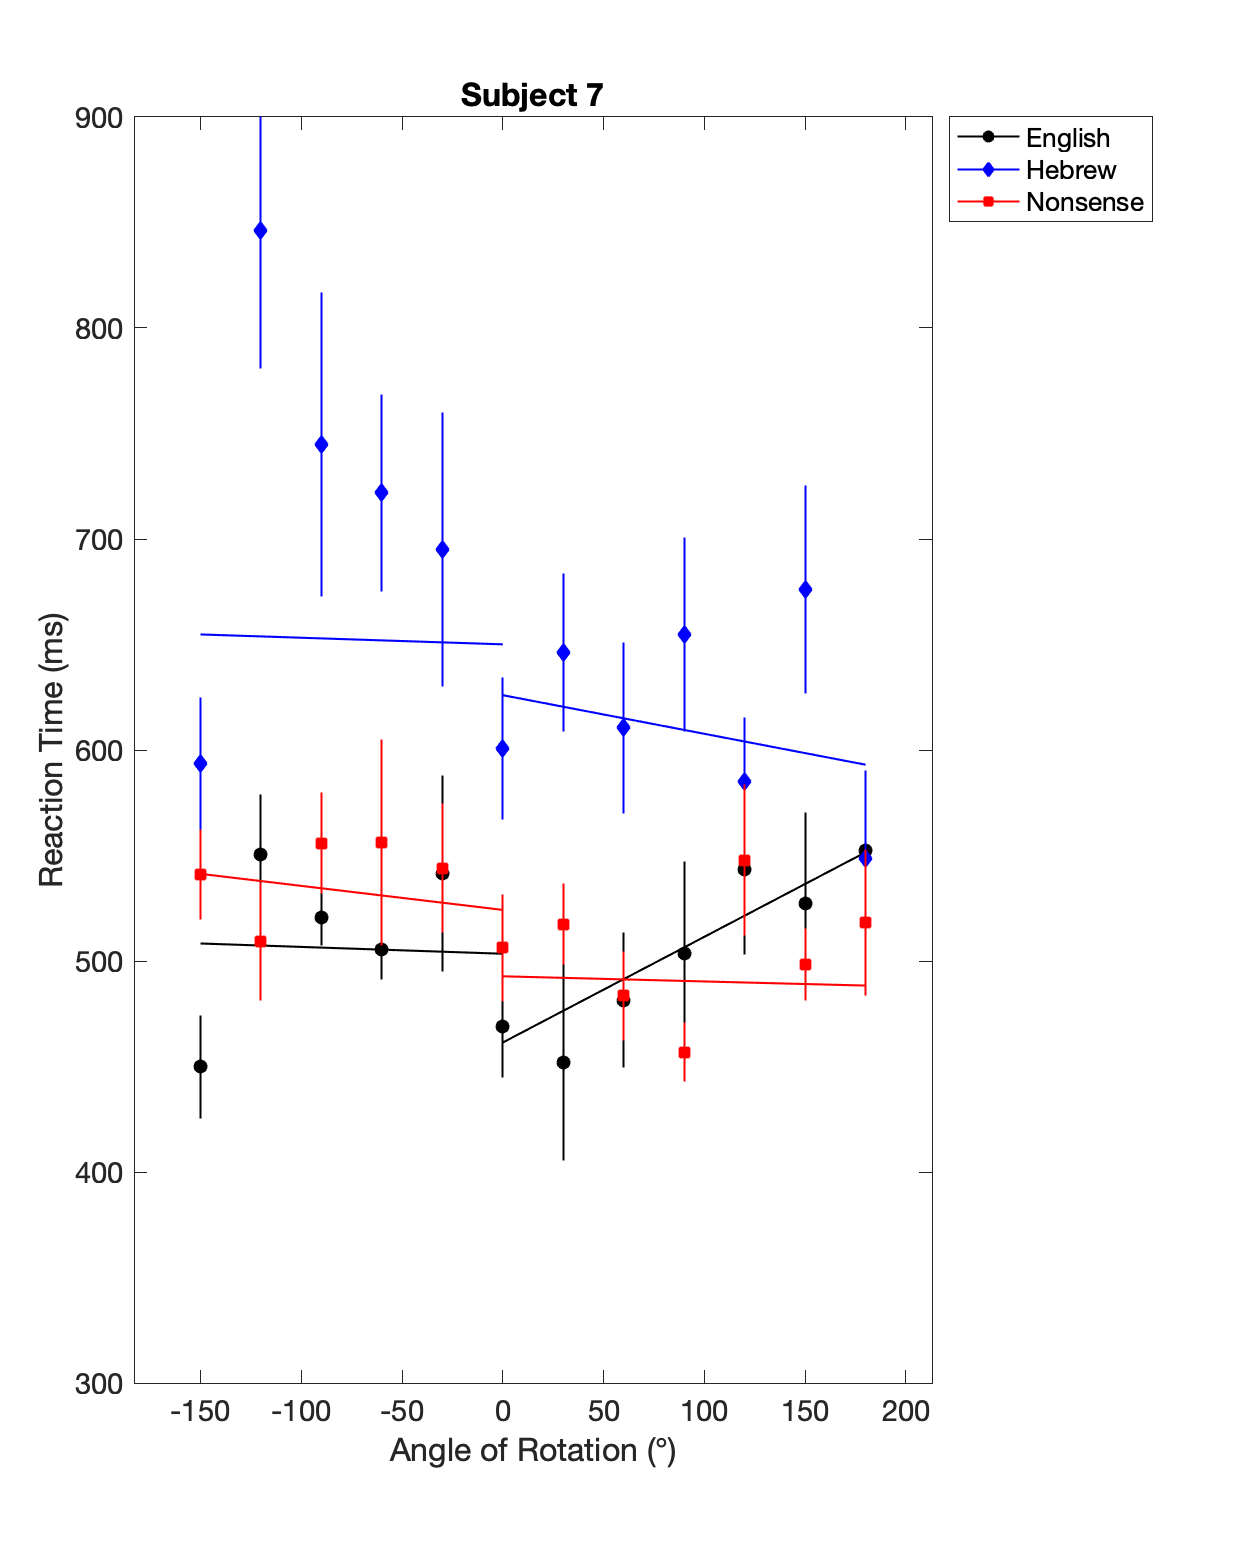 Subject 7
900
800
700
600
500
400
300
Reaction Time (ms)
-150 -100 -50 0 50 100 150 200
Angle of Rotation (°)
English
Hebrew
Nonsense